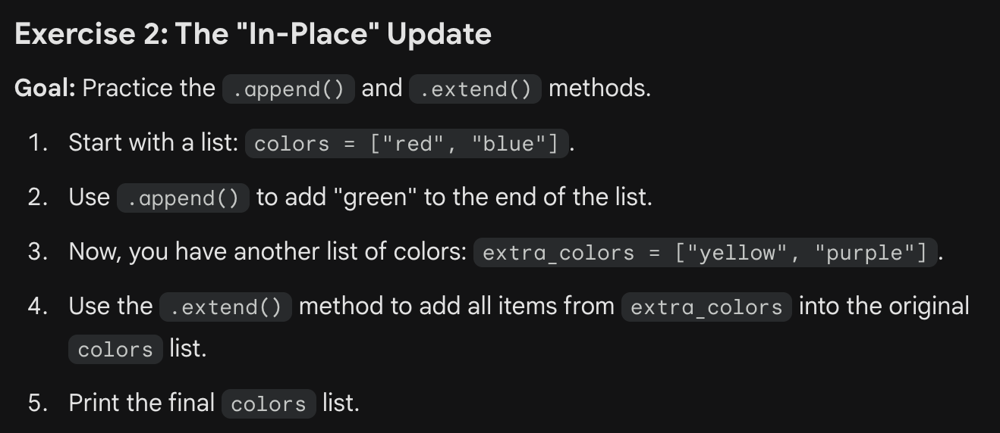 Exercise 2: The "In-Place" Update
Goal: Practice the .append() and .extend() methods.
1. Start with a list: colors = ["red", "blue"].
2. Use .append() to add "green" to the end of the list.
3. Now, you have another list of colors: extra_colors = ["yellow", "purple"].
4. Use the .extend() method to add all items from extra_colors into the original
colors list.
5. Print the final colors list.